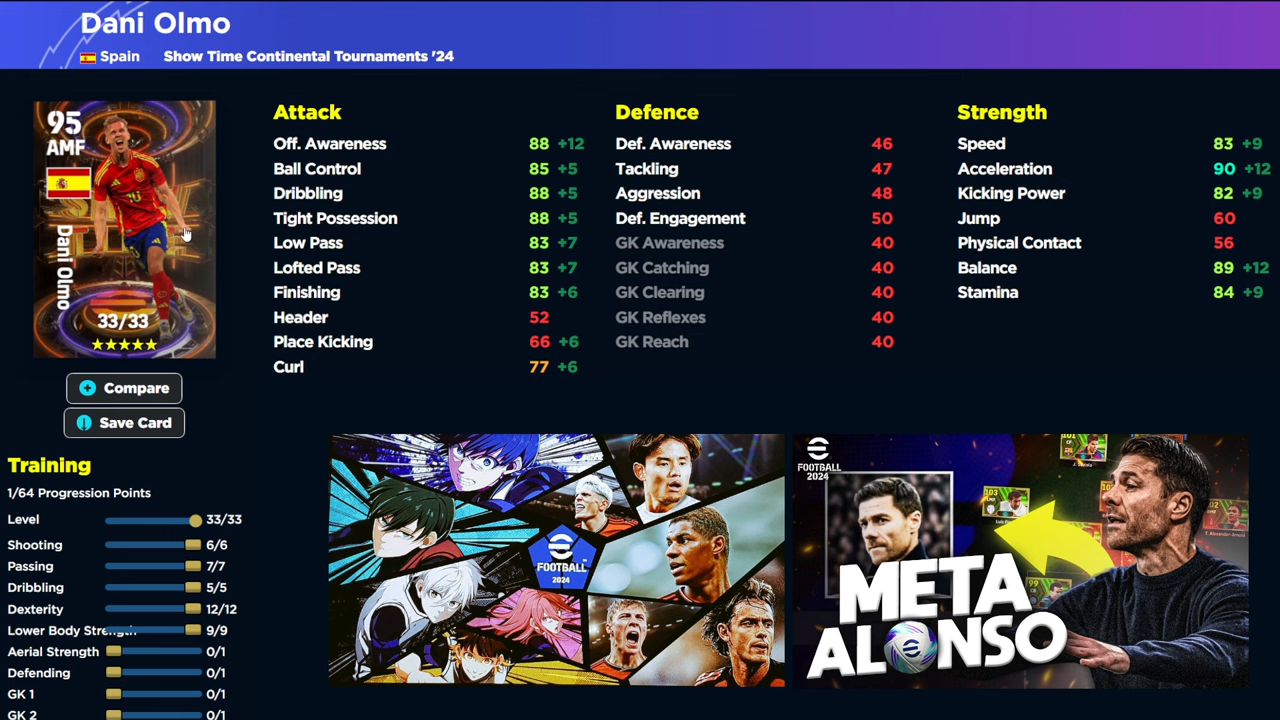 Dani Olmo
Spain Show Time Continental Tournaments '24
95
AMF
Dani Olmo
33/33
★★★★★
Compare
Save Card
Attack
Off. Awareness 88 +12
Ball Control 85 +5
Dribbling 88 +5
Tight Possession 88 +5
Low Pass 83 +7
Lofted Pass 83 +7
Finishing 83 +6
Header 52
Place Kicking 66 +6
Curl 77 +6
Defence
Def. Awareness 46
Tackling 47
Aggression 48
Def. Engagement 50
GK Awareness 40
GK Catching 40
GK Clearing 40
GK Reflexes 40
GK Reach 40
Strength
Speed 83 +9
Acceleration 90 +12
Kicking Power 82 +9
Jump 60
Physical Contact 56
Balance 89 +12
Stamina 84 +9
Training
1/64 Progression Points
Level 33/33
Shooting 6/6
Passing 7/7
Dribbling 5/5
Dexterity 12/12
Lower Body Strength 9/9
Aerial Strength 0/1
Defending 0/1
GK 1 0/1
GK 2 0/1
FOOTBALL
2024
FOOTBALL
2024
103
99
102
T. Alexander-Arnold
META
ALONSO